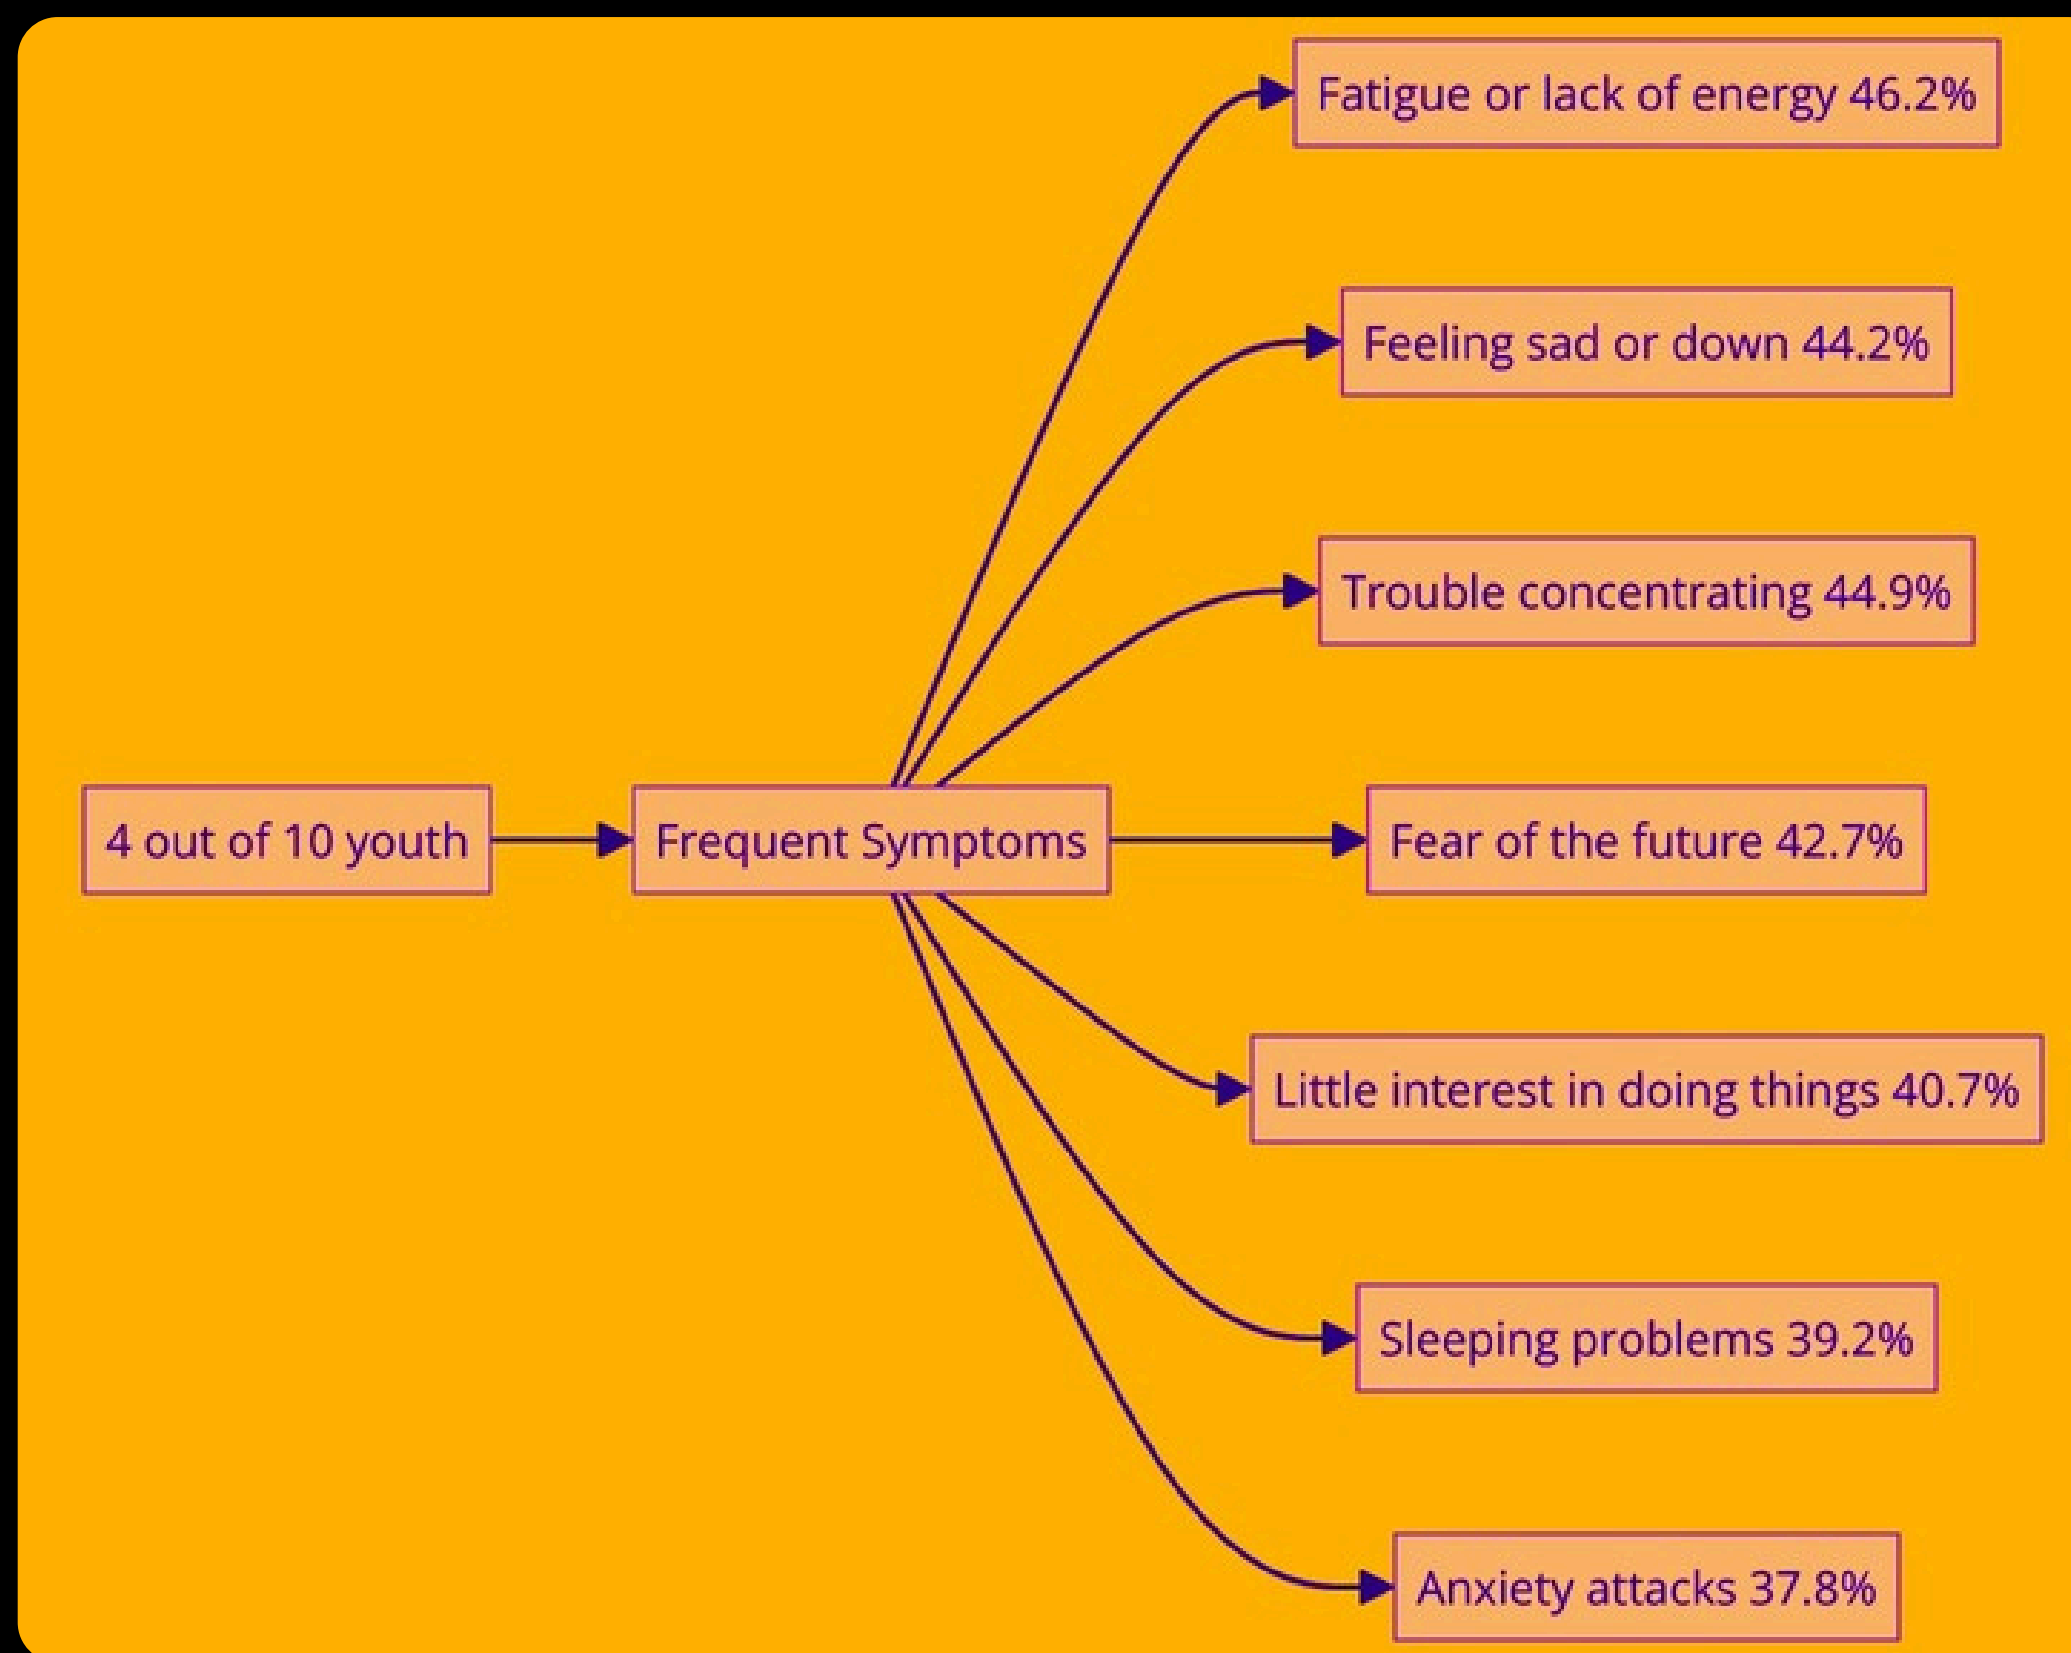 Fatigue or lack of energy 46.2%
Feeling sad or down 44.2%
Trouble concentrating 44.9%
4 out of 10 youth
Frequent Symptoms
Fear of the future 42.7%
Little interest in doing things 40.7%
Sleeping problems 39.2%
Anxiety attacks 37.8%